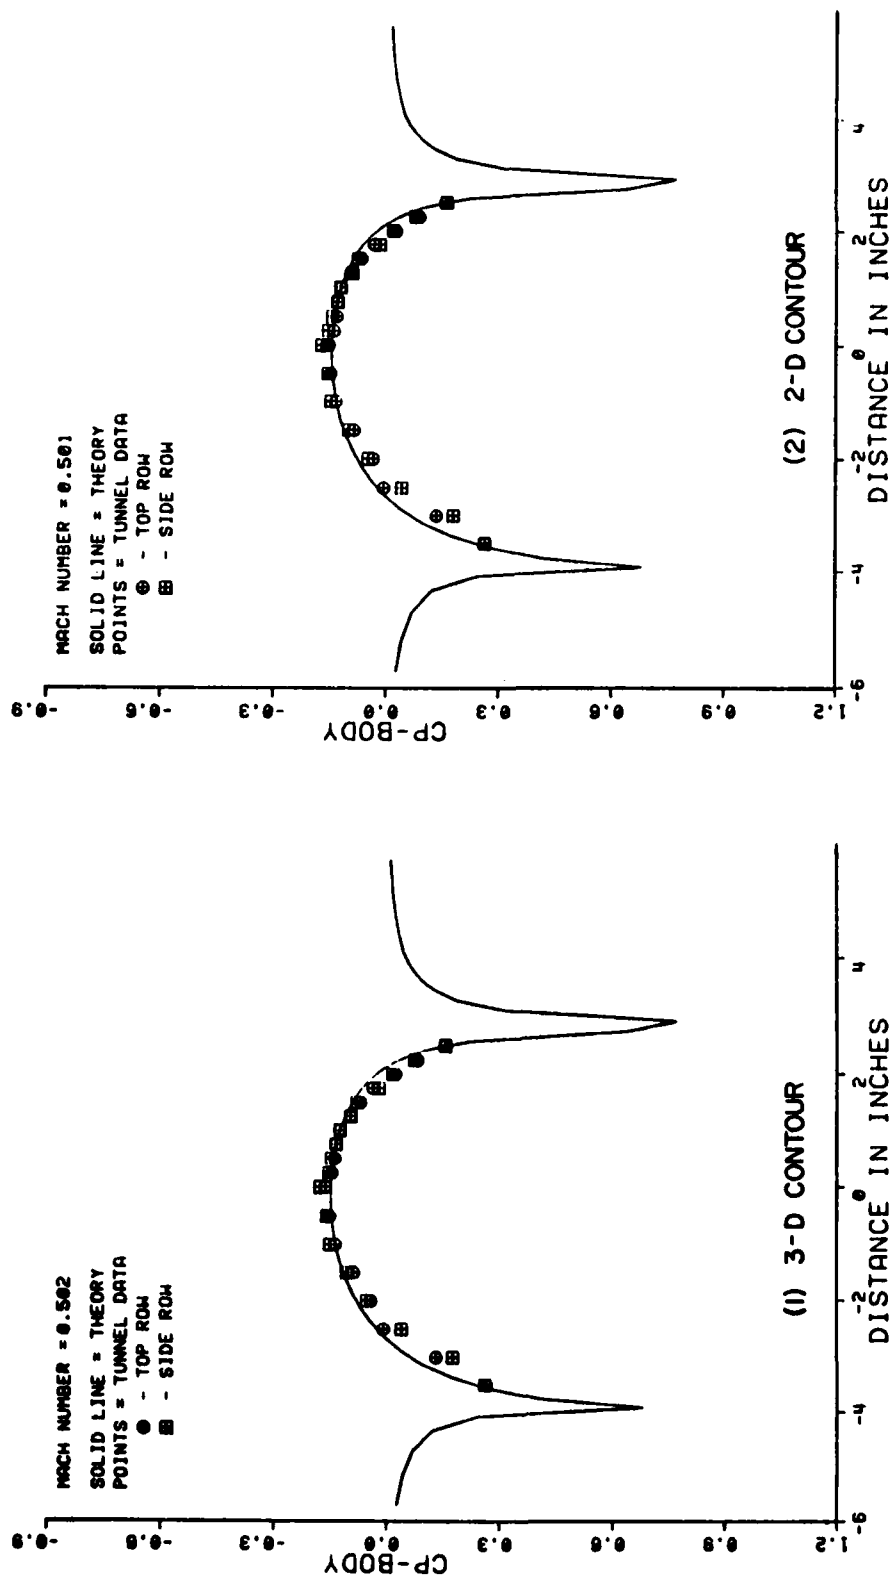 MACH NUMBER = 0.502
SOLID LINE = THEORY
POINTS = TUNNEL DATA
- TOP ROW
- SIDE ROW
-0.9
-0.6
-0.3
0.0
0.3
0.6
0.9
1.2
CP-BODY
-6
-4
-2
0
2
4
DISTANCE IN INCHES
(1) 3-D CONTOUR
MACH NUMBER = 0.501
SOLID LINE = THEORY
POINTS = TUNNEL DATA
- TOP ROW
- SIDE ROW
-0.9
-0.6
-0.3
0.0
0.3
0.6
0.9
1.2
CP-BODY
-6
-4
-2
0
2
4
DISTANCE IN INCHES
(2) 2-D CONTOUR